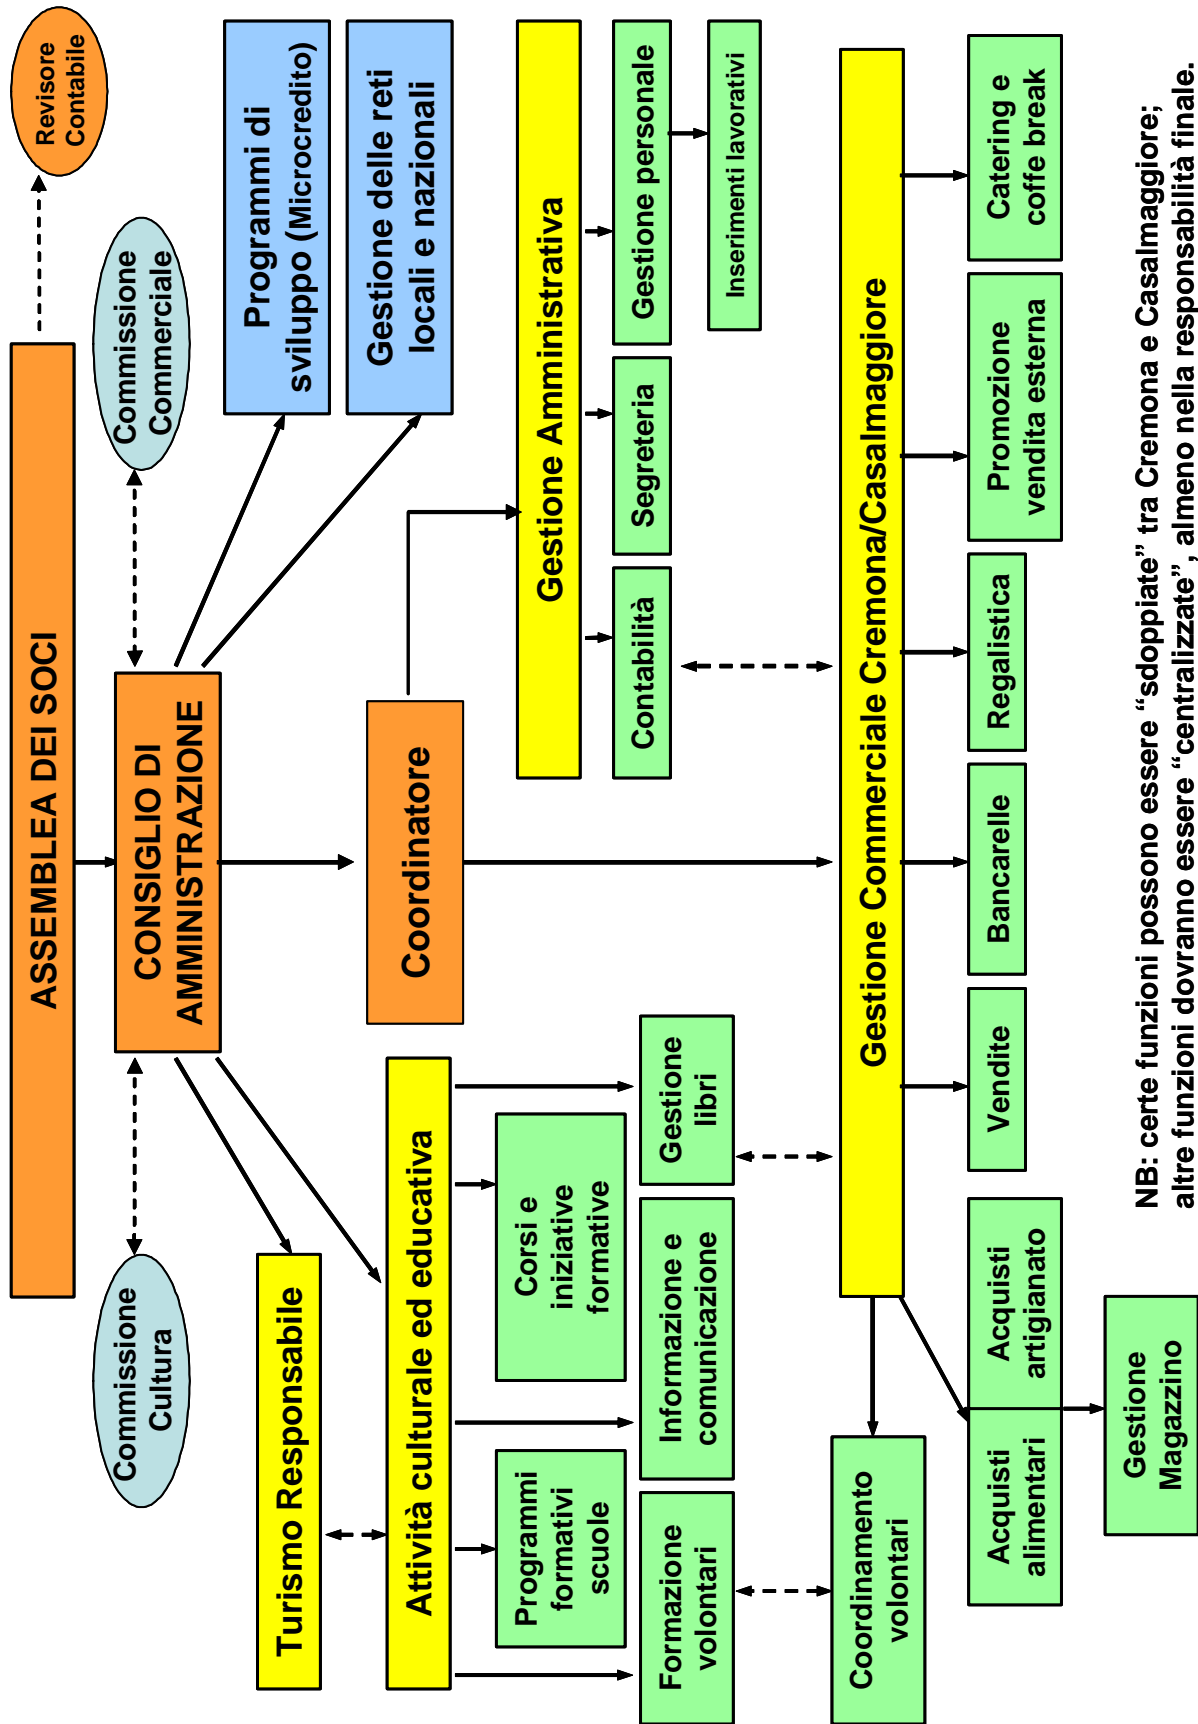 ASSEMBLEA DEI SOCI
Revisore
Contabile
Commissione
Cultura
CONSIGLIO DI
AMMINISTRAZIONE
Commissione
Commerciale
Turismo Responsabile
Programmi di
sviluppo (Microcredito)
Gestione delle reti
locali e nazionali
Attività culturale ed educativa
Coordinatore
Gestione Amministrativa
Programmi
formativi
scuole
Corsi e
iniziative
formative
Formazione
volontari
Informazione e
comunicazione
Gestione
libri
Contabilità
Segreteria
Gestione personale
Inserimenti lavorativi
Gestione Commerciale Cremona/Casalmaggiore
Coordinamento
volontari
Acquisti
alimentari
Acquisti
artigianato
Vendite
Bancarelle
Regalistica
Promozione
vendita esterna
Catering e
coffe break
Gestione
Magazzino
NB: certe funzioni possono essere “sdoppiate” tra Cremona e Casalmaggiore;
altre funzioni dovranno essere “centralizzate”, almeno nella responsabilità finale.